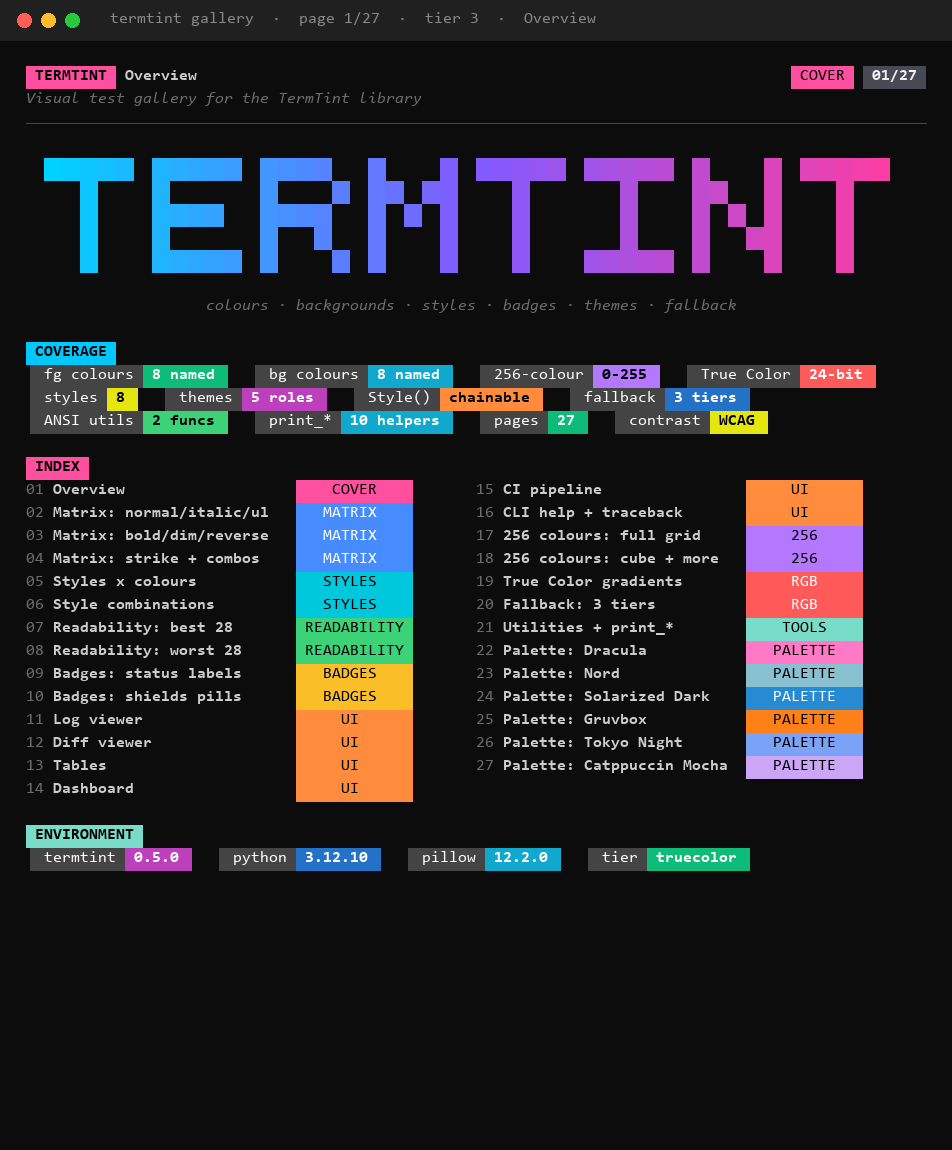 termtint gallery · page 1/27 · tier 3 · Overview
TERMTINT Overview COVER 01/27
Visual test gallery for the TermTint library
TERMTINT
colours · backgrounds · styles · badges · themes · fallback
COVERAGE
fg colours 8 named bg colours 8 named 256-colour 0-255 True Color 24-bit
styles 8 themes 5 roles Style() chainable fallback 3 tiers
ANSI utils 2 funcs print_* 10 helpers pages 27 contrast WCAG
INDEX
01 Overview COVER
02 Matrix: normal/italic/ul MATRIX
03 Matrix: bold/dim/reverse MATRIX
04 Matrix: strike + combos MATRIX
05 Styles x colours STYLES
06 Style combinations STYLES
07 Readability: best 28 READABILITY
08 Readability: worst 28 READABILITY
09 Badges: status labels BADGES
10 Badges: shields pills BADGES
11 Log viewer UI
12 Diff viewer UI
13 Tables UI
14 Dashboard UI
15 CI pipeline UI
16 CLI help + traceback UI
17 256 colours: full grid 256
18 256 colours: cube + more 256
19 True Color gradients RGB
20 Fallback: 3 tiers RGB
21 Utilities + print_* TOOLS
22 Palette: Dracula PALETTE
23 Palette: Nord PALETTE
24 Palette: Solarized Dark PALETTE
25 Palette: Gruvbox PALETTE
26 Palette: Tokyo Night PALETTE
27 Palette: Catppuccin Mocha PALETTE
ENVIRONMENT
termtint 0.5.0 python 3.12.10 pillow 12.2.0 tier truecolor